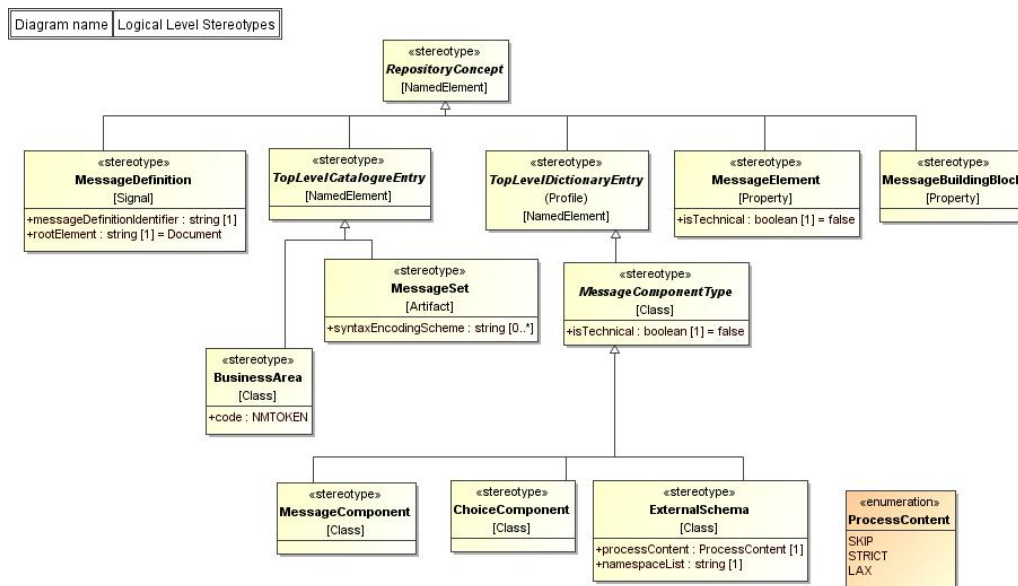 Diagram name Logical Level Stereotypes
«stereotype»
RepositoryConcept
[NamedElement]
«stereotype»
MessageDefinition
[Signal]
+messageDefinitionIdentifier : string [1]
+rootElement : string [1] = Document
«stereotype»
TopLevelCatalogueEntry
[NamedElement]
«stereotype»
TopLevelDictionaryEntry
(Profile)
[NamedElement]
«stereotype»
MessageElement
[Property]
+isTechnical : boolean [1] = false
«stereotype»
MessageBuildingBlock
[Property]
«stereotype»
MessageSet
[Artifact]
+syntaxEncodingScheme : string [0..*]
«stereotype»
MessageComponentType
[Class]
+isTechnical : boolean [1] = false
«stereotype»
BusinessArea
[Class]
+code : NMTOKEN
«stereotype»
MessageComponent
[Class]
«stereotype»
ChoiceComponent
[Class]
«stereotype»
ExternalSchema
[Class]
+processContent : ProcessContent [1]
+namespaceList : string [1]
«enumeration»
ProcessContent
SKIP
STRICT
LAX